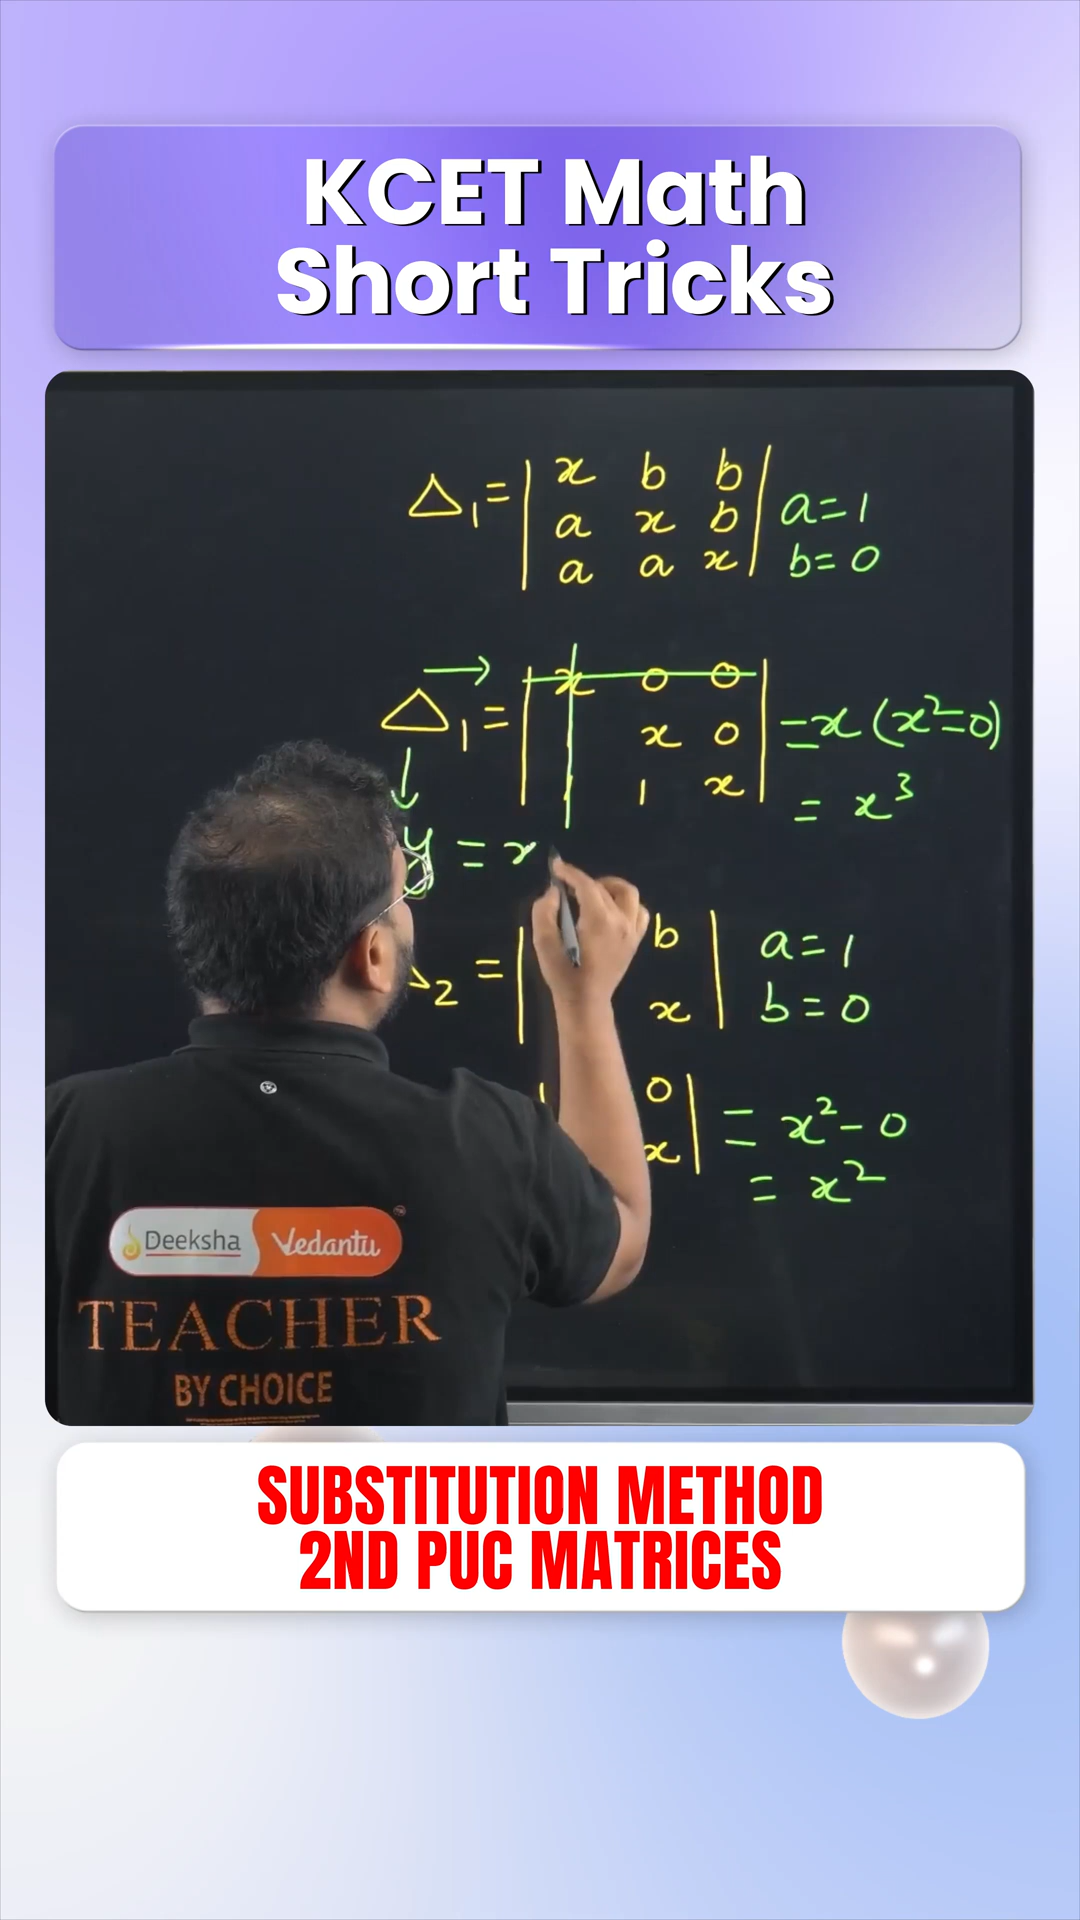 KCET Math
Short Tricks
Δ₁ = | x b b | a = 1
| a x b | b = 0
| a a x |
Δ₁ = | x 0 0 |
x 0 | = x (x² = 0)
1 x | = x³
y = x
₂ = | b | a = 1
x | b = 0
0 | = x² - 0
x | = x²
Deeksha Vedantu
TEACHER
BY CHOICE
SUBSTITUTION METHOD
2ND PUC MATRICES